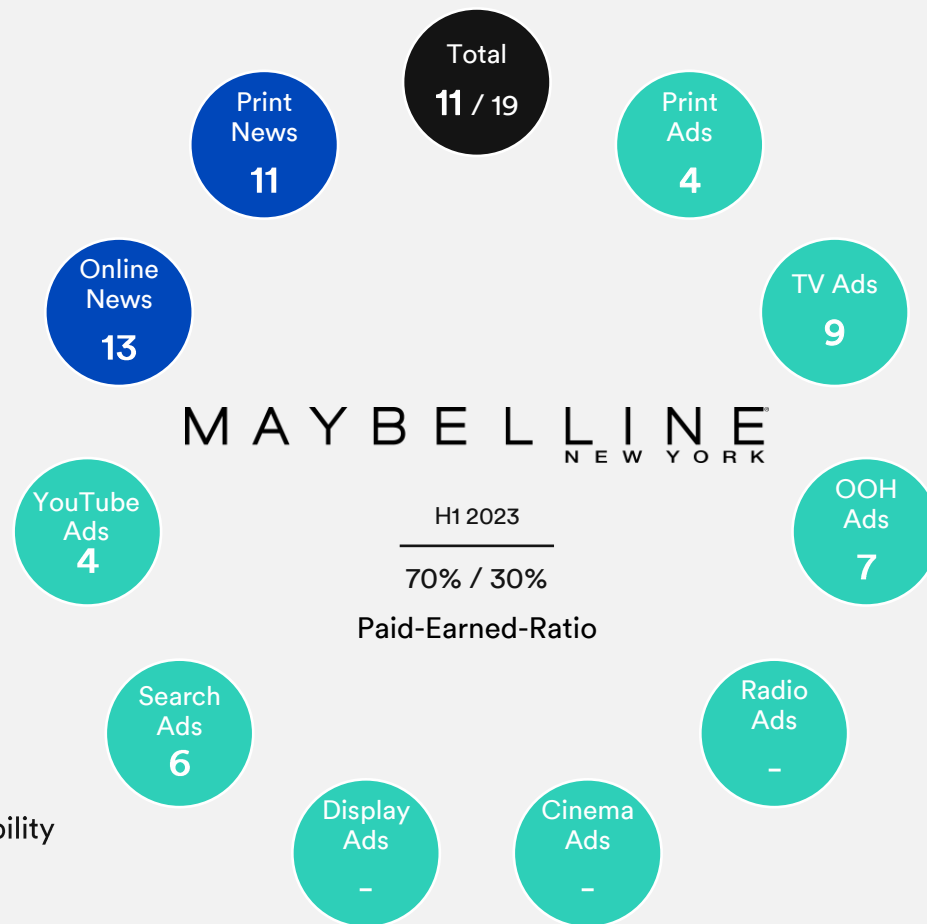 Total
11 / 19
Print
News
11
Print
Ads
4
Online
News
13
TV Ads
9
MAYBELLINE
NEW YORK
YouTube
Ads
4
H1 2023
70% / 30%
Paid-Earned-Ratio
OOH
Ads
7
Search
Ads
6
Radio
Ads
-
Display
Ads
-
Cinema
Ads
-